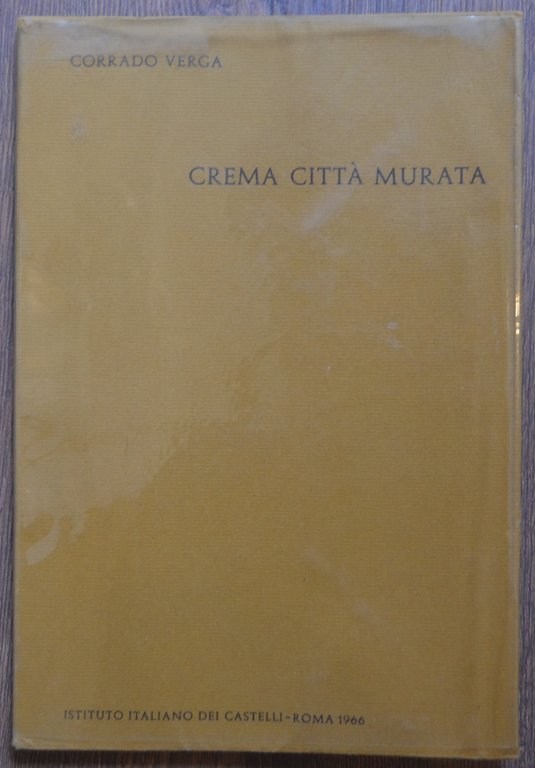 CORRADO VERGA
CREMA CITTÀ MURATA
ISTITUTO ITALIANO DEI CASTELLI-ROMA 1966